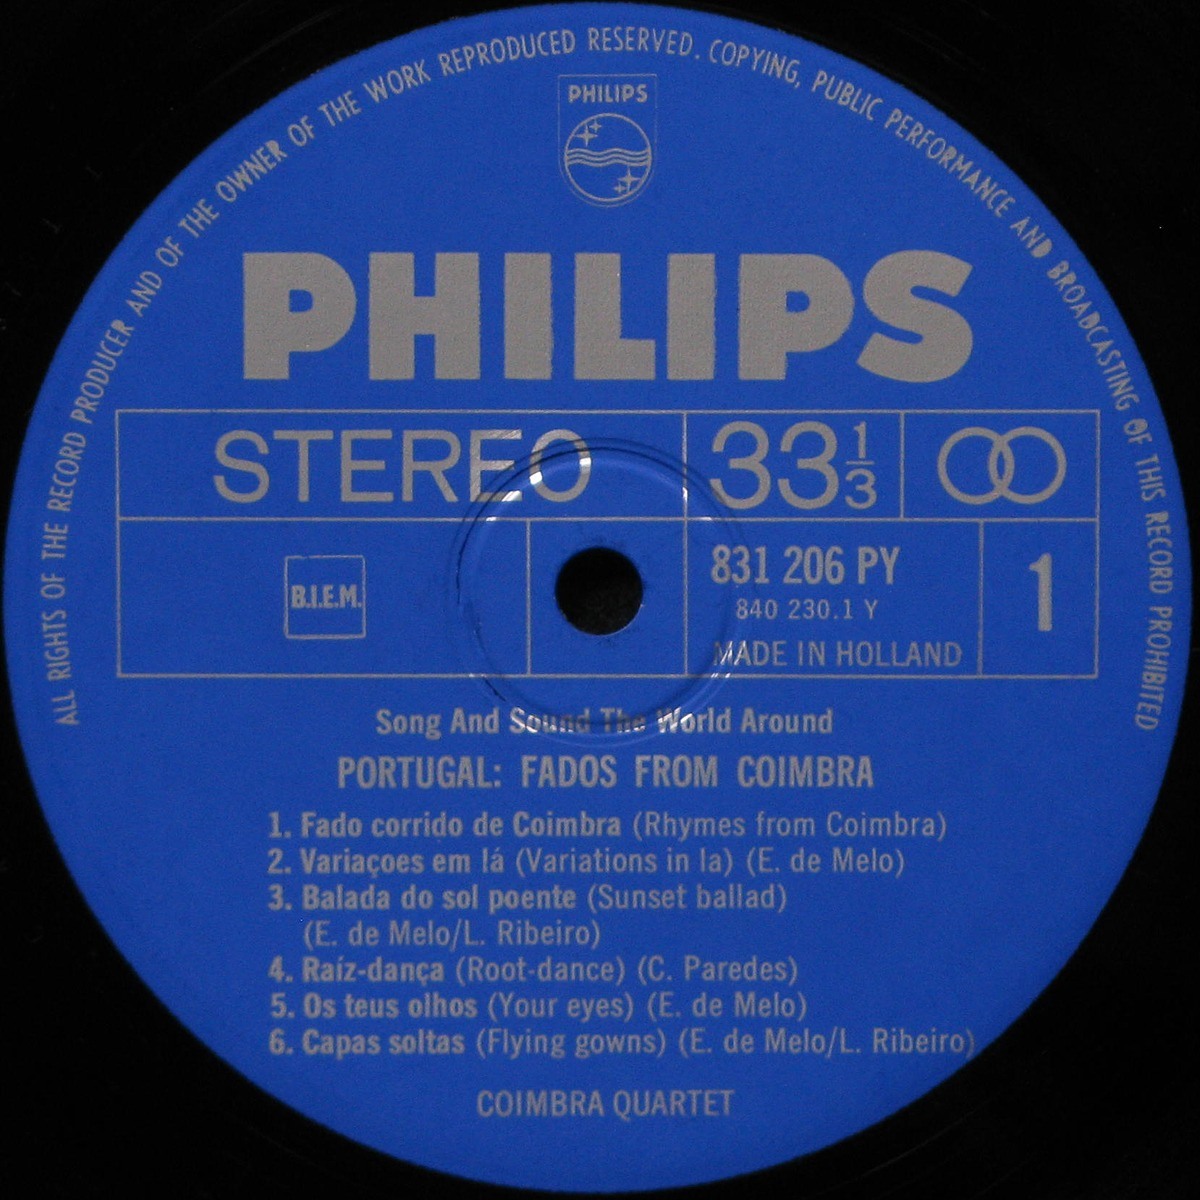 ALL RIGHTS OF THE RECORD PRODUCER AND OF THE OWNER OF THE WORK REPRODUCED RESERVED. COPYING, PUBLIC PERFORMANCE AND BROADCASTING OF THIS RECORD PROHIBITED
PHILIPS
PHILIPS
STEREO 33 1/3
B.I.E.M. 831 206 PY 1
840 230.1 Y
MADE IN HOLLAND
Song And Sound The World Around
PORTUGAL: FADOS FROM COIMBRA
1. Fado corrido de Coimbra (Rhymes from Coimbra)
2. Variaçoes em lá (Variations in la) (E. de Melo)
3. Balada do sol poente (Sunset ballad)
(E. de Melo/L. Ribeiro)
4. Raíz-dança (Root-dance) (C. Paredes)
5. Os teus olhos (Your eyes) (E. de Melo)
6. Capas soltas (Flying gowns) (E. de Melo/L. Ribeiro)
COIMBRA QUARTET